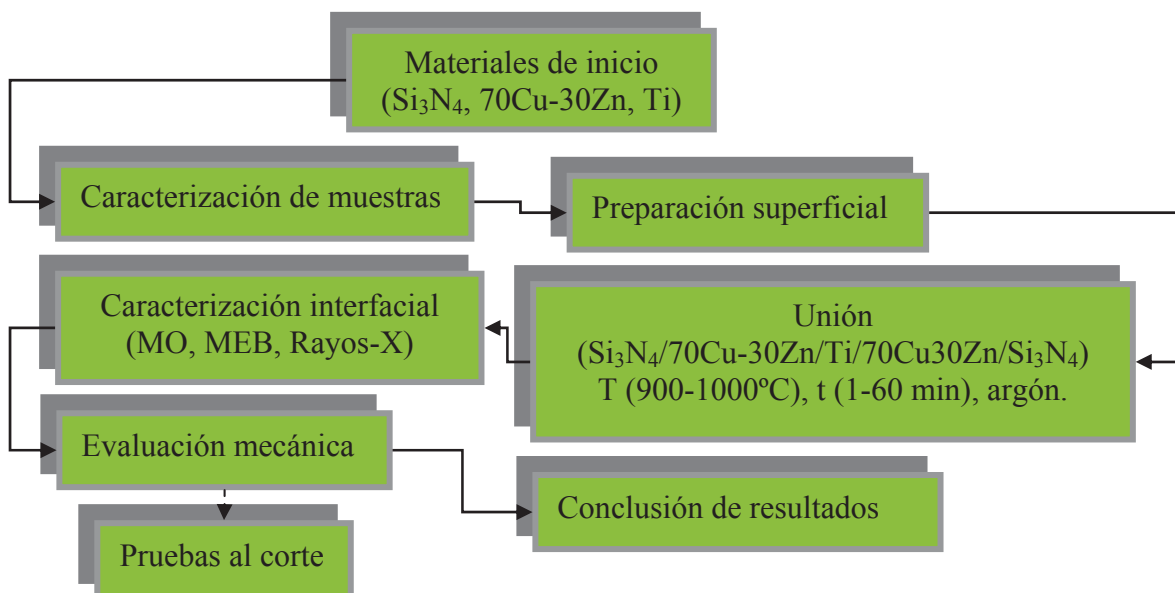 Materiales de inicio
(Si₃N₄, 70Cu-30Zn, Ti)
Caracterización de muestras
Preparación superficial
Unión
(Si₃N₄/70Cu-30Zn/Ti/70Cu30Zn/Si₃N₄)
T (900-1000ºC), t (1-60 min), argón.
Caracterización interfacial
(MO, MEB, Rayos-X)
Evaluación mecánica
Pruebas al corte
Conclusión de resultados